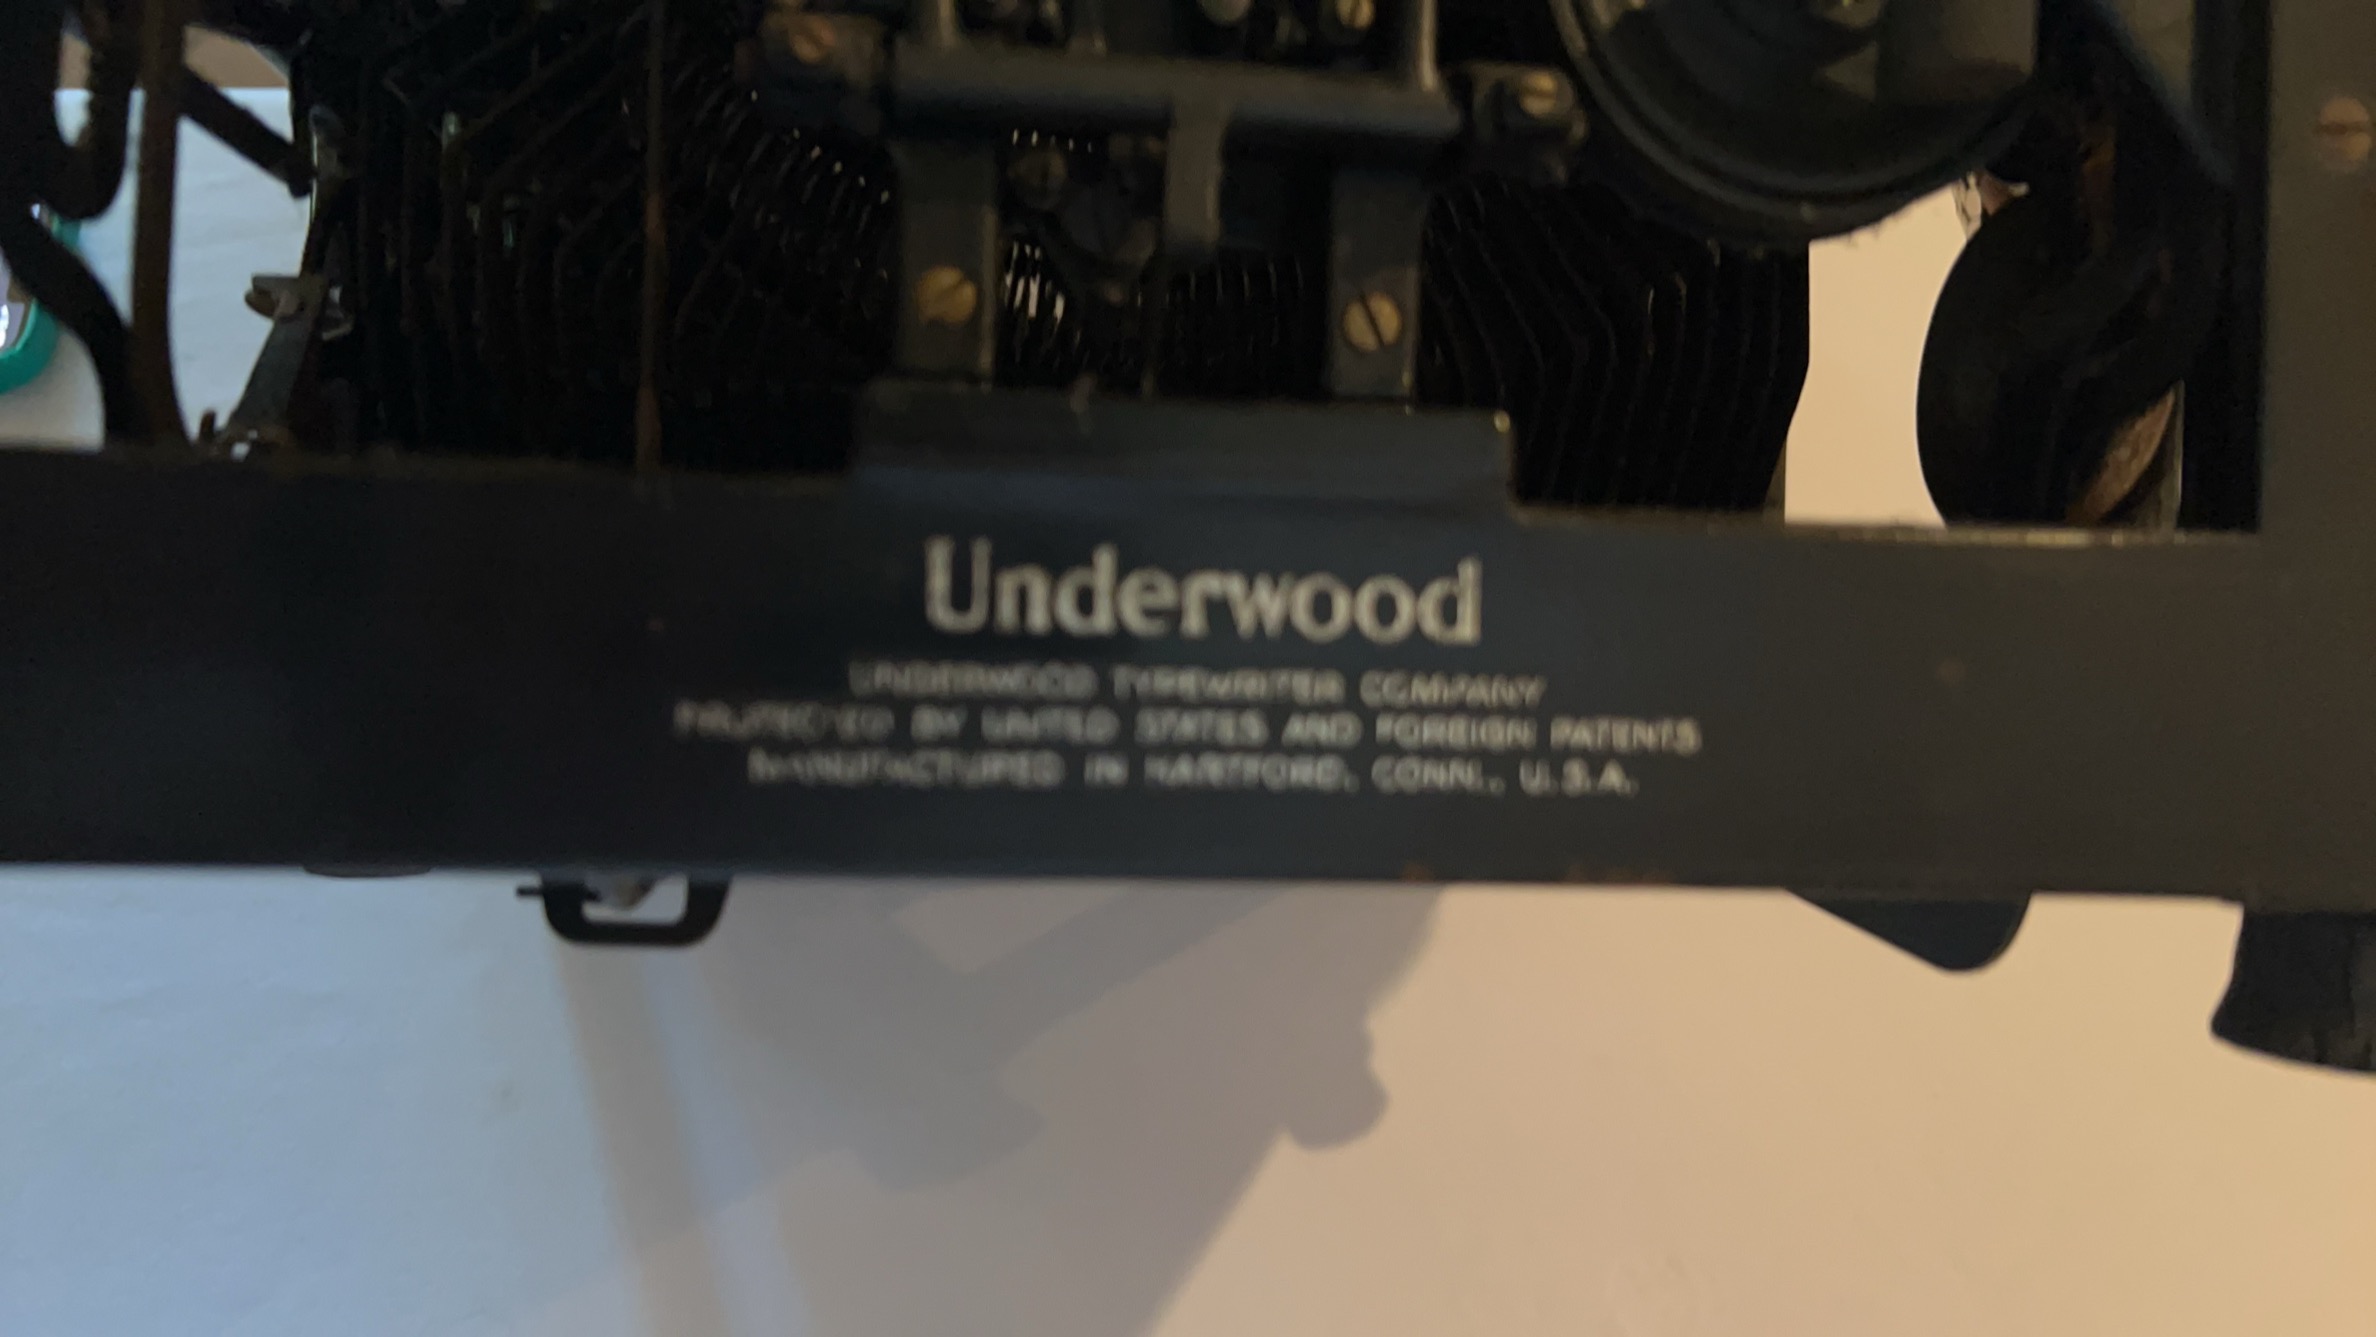 Underwood
UNDERWOOD TYPEWRITER COMPANY
PROTECTED BY UNITED STATES AND FOREIGN PATENTS
MANUFACTURED IN HARTFORD, CONN., U.S.A.